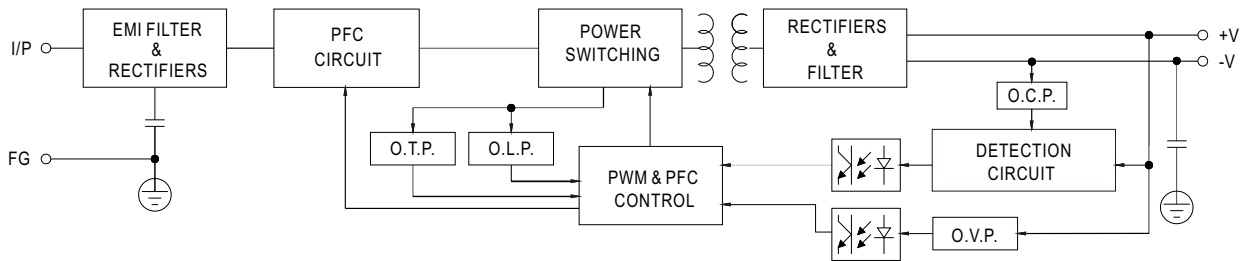 I/P
EMI FILTER
&
RECTIFIERS
PFC
CIRCUIT
POWER
SWITCHING
RECTIFIERS
&
FILTER
+V
-V
O.C.P.
FG
O.T.P.
O.L.P.
PWM & PFC
CONTROL
DETECTION
CIRCUIT
O.V.P.